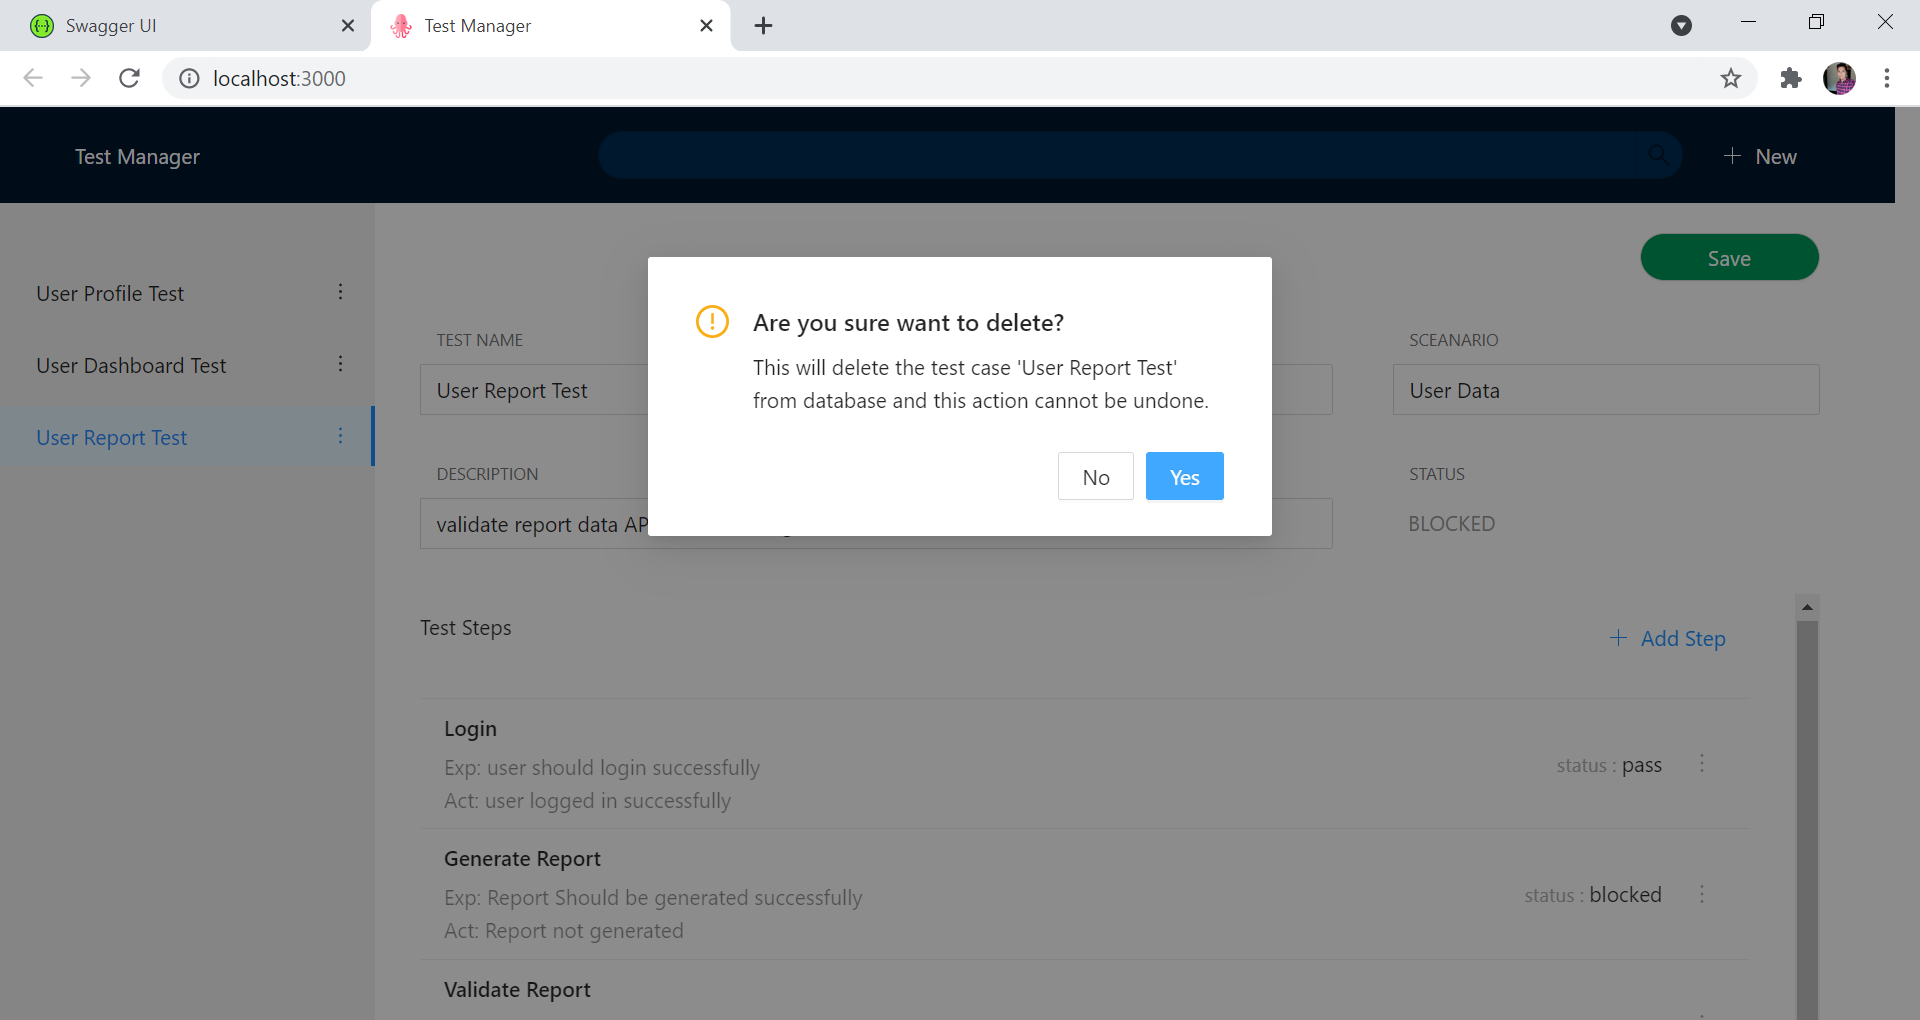 Swagger UI
Test Manager
localhost:3000
Test Manager
New
Save
User Profile Test
User Dashboard Test
User Report Test
TEST NAME
SCEANARIO
User Report Test
User Data
Are you sure want to delete?
This will delete the test case 'User Report Test'
from database and this action cannot be undone.
No
Yes
DESCRIPTION
STATUS
validate report data AP
BLOCKED
Test Steps
Add Step
Login
Exp: user should login successfully
Act: user logged in successfully
status : pass
Generate Report
Exp: Report Should be generated successfully
Act: Report not generated
status : blocked
Validate Report